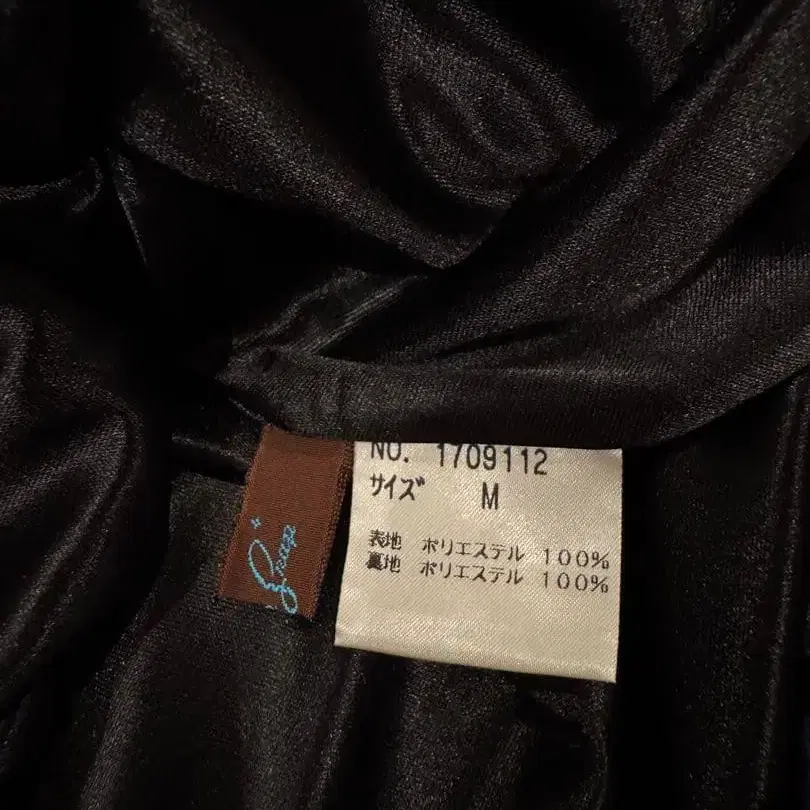 NO. 1709112
サイズ M
表地 ポリエステル 100%
裏地 ポリエステル 100%